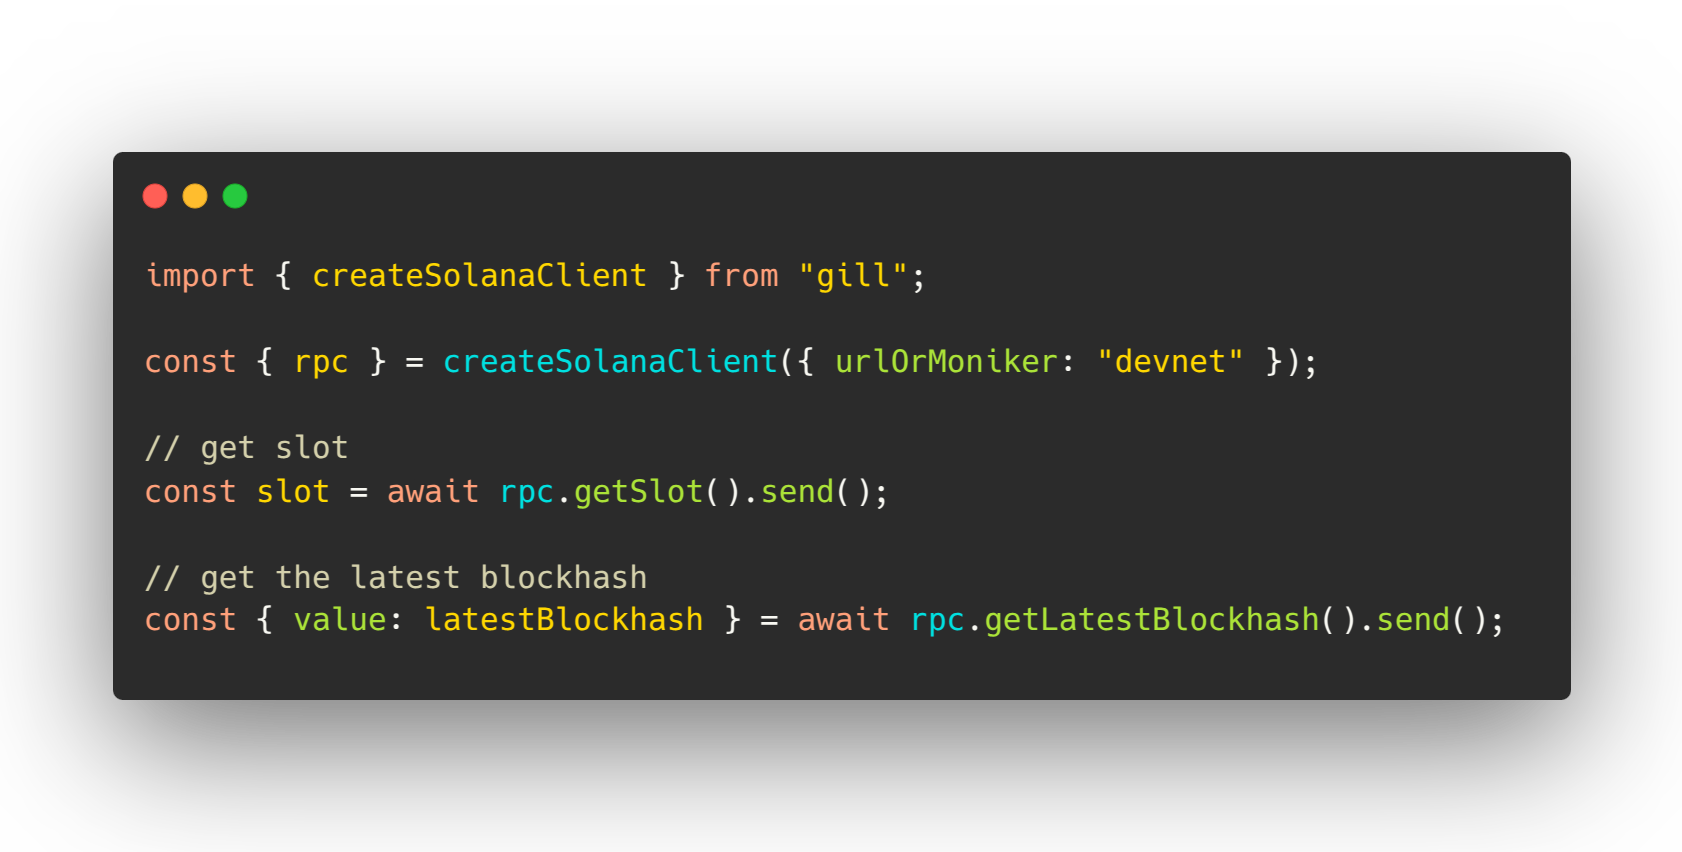 import { createSolanaClient } from "gill";
const { rpc } = createSolanaClient({ urlOrMoniker: "devnet" });
// get slot
const slot = await rpc.getSlot().send();
// get the latest blockhash
const { value: latestBlockhash } = await rpc.getLatestBlockhash().send();